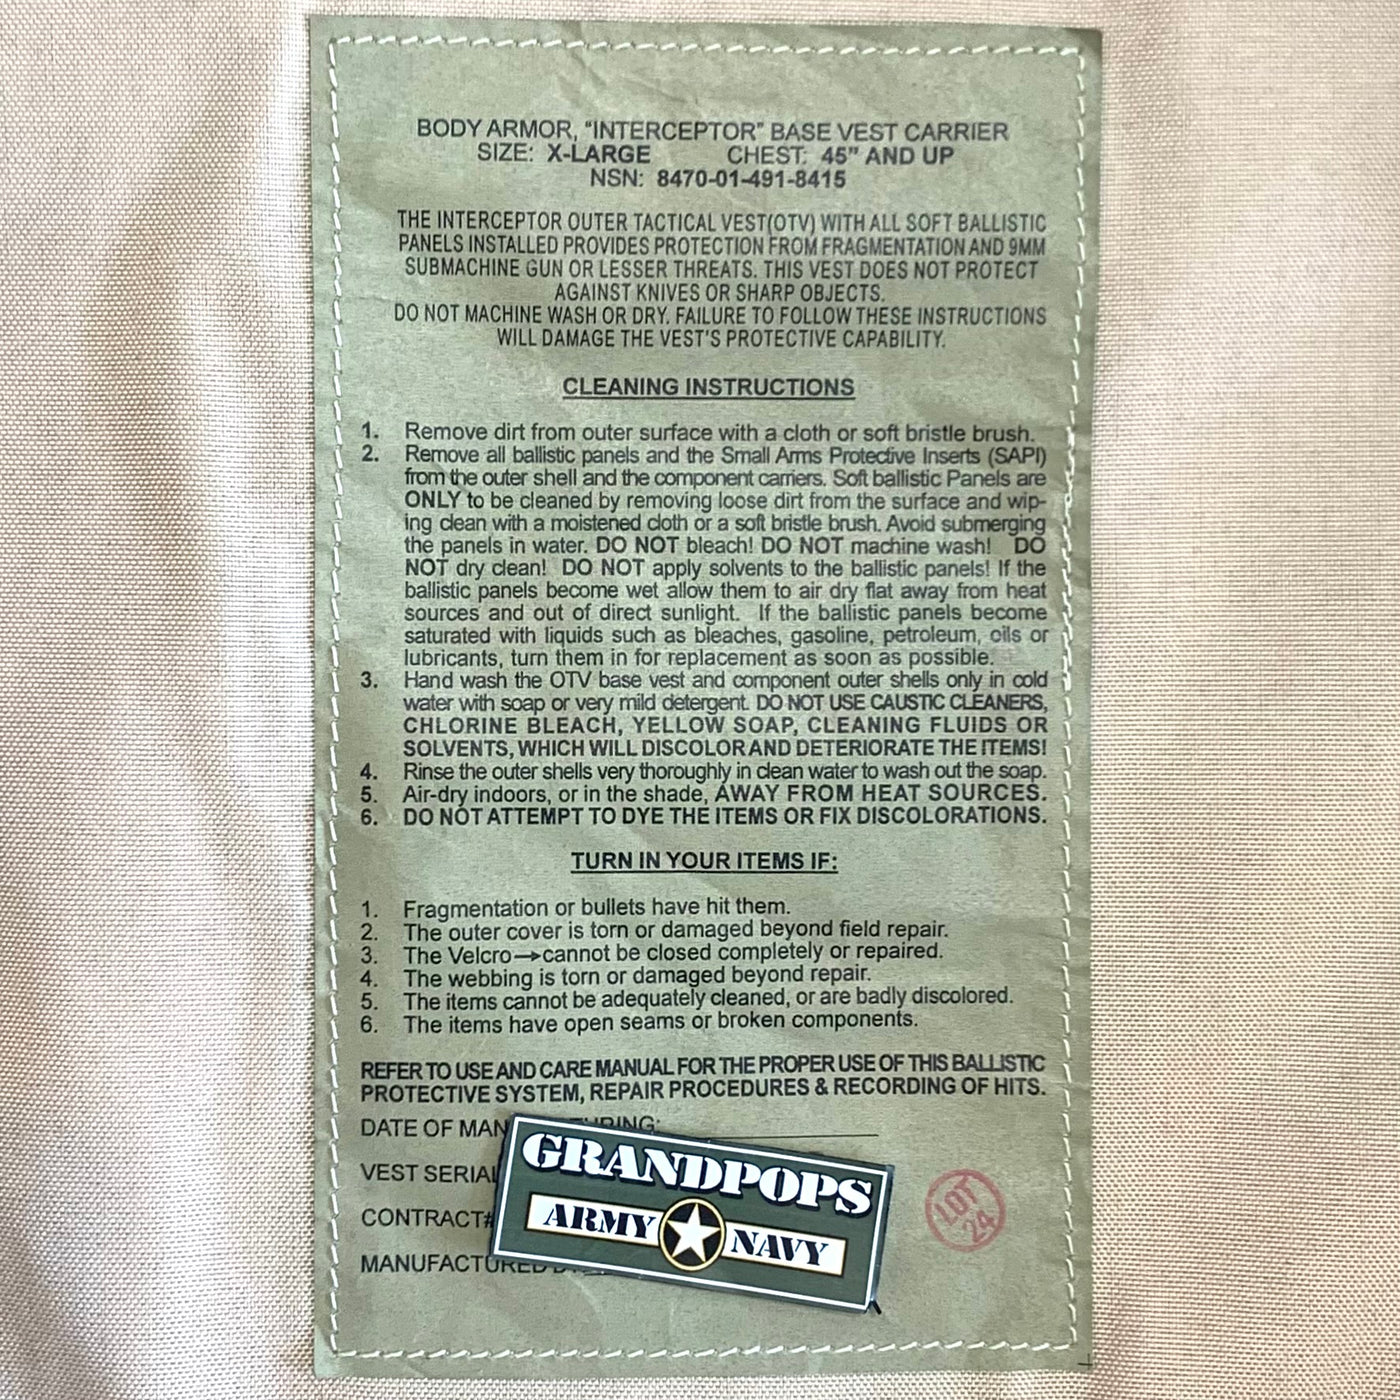 BODY ARMOR, "INTERCEPTOR" BASE VEST CARRIER
SIZE: X-LARGE CHEST: 45" AND UP
NSN: 8470-01-491-8415
THE INTERCEPTOR OUTER TACTICAL VEST(OTV) WITH ALL SOFT BALLISTIC
PANELS INSTALLED PROVIDES PROTECTION FROM FRAGMENTATION AND 9MM
SUBMACHINE GUN OR LESSER THREATS. THIS VEST DOES NOT PROTECT
AGAINST KNIVES OR SHARP OBJECTS.
DO NOT MACHINE WASH OR DRY. FAILURE TO FOLLOW THESE INSTRUCTIONS
WILL DAMAGE THE VEST'S PROTECTIVE CAPABILITY.
CLEANING INSTRUCTIONS
1. Remove dirt from outer surface with a cloth or soft bristle brush.
2. Remove all ballistic panels and the Small Arms Protective Inserts (SAPI)
from the outer shell and the component carriers. Soft ballistic Panels are
ONLY to be cleaned by removing loose dirt from the surface and wip-
ing clean with a moistened cloth or a soft bristle brush. Avoid submerging
the panels in water. DO NOT bleach! DO NOT machine wash! DO
NOT dry clean! DO NOT apply solvents to the ballistic panels! If the
ballistic panels become wet allow them to air dry flat away from heat
sources and out of direct sunlight. If the ballistic panels become
saturated with liquids such as bleaches, gasoline, petroleum, oils or
lubricants, turn them in for replacement as soon as possible.
3. Hand wash the OTV base vest and component outer shells only in cold
water with soap or very mild detergent. DO NOT USE CAUSTIC CLEANERS,
CHLORINE BLEACH, YELLOW SOAP, CLEANING FLUIDS OR
SOLVENTS, WHICH WILL DISCOLOR AND DETERIORATE THE ITEMS!
4. Rinse the outer shells very thoroughly in clean water to wash out the soap.
5. Air-dry indoors, or in the shade, AWAY FROM HEAT SOURCES.
6. DO NOT ATTEMPT TO DYE THE ITEMS OR FIX DISCOLORATIONS.
TURN IN YOUR ITEMS IF:
1. Fragmentation or bullets have hit them.
2. The outer cover is torn or damaged beyond field repair.
3. The Velcro→cannot be closed completely or repaired.
4. The webbing is torn or damaged beyond repair.
5. The items cannot be adequately cleaned, or are badly discolored.
6. The items have open seams or broken components.
REFER TO USE AND CARE MANUAL FOR THE PROPER USE OF THIS BALLISTIC
PROTECTIVE SYSTEM, REPAIR PROCEDURES & RECORDING OF HITS.
DATE OF
VEST SERIAL
CONTRACT#
MANUFACTURED
GRANDPOPS
ARMY NAVY
LOT
24